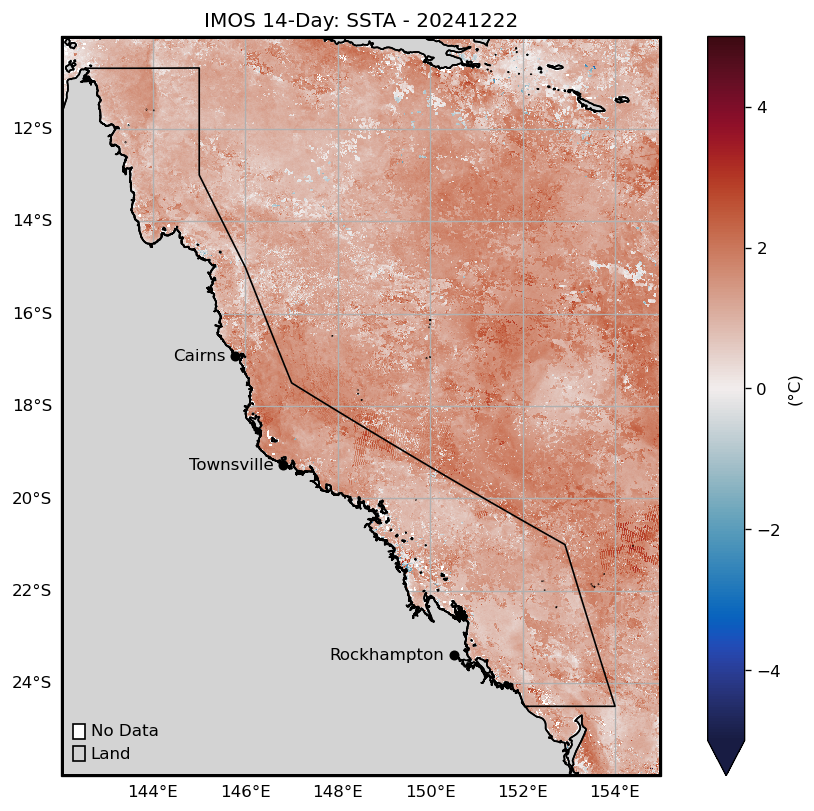 IMOS 14-Day: SSTA - 20241222
12°S
14°S
16°S
18°S
20°S
22°S
24°S
Cairns
Townsville
Rockhampton
No Data
Land
144°E 146°E 148°E 150°E 152°E 154°E
4
2
0
−2
−4
(°C)